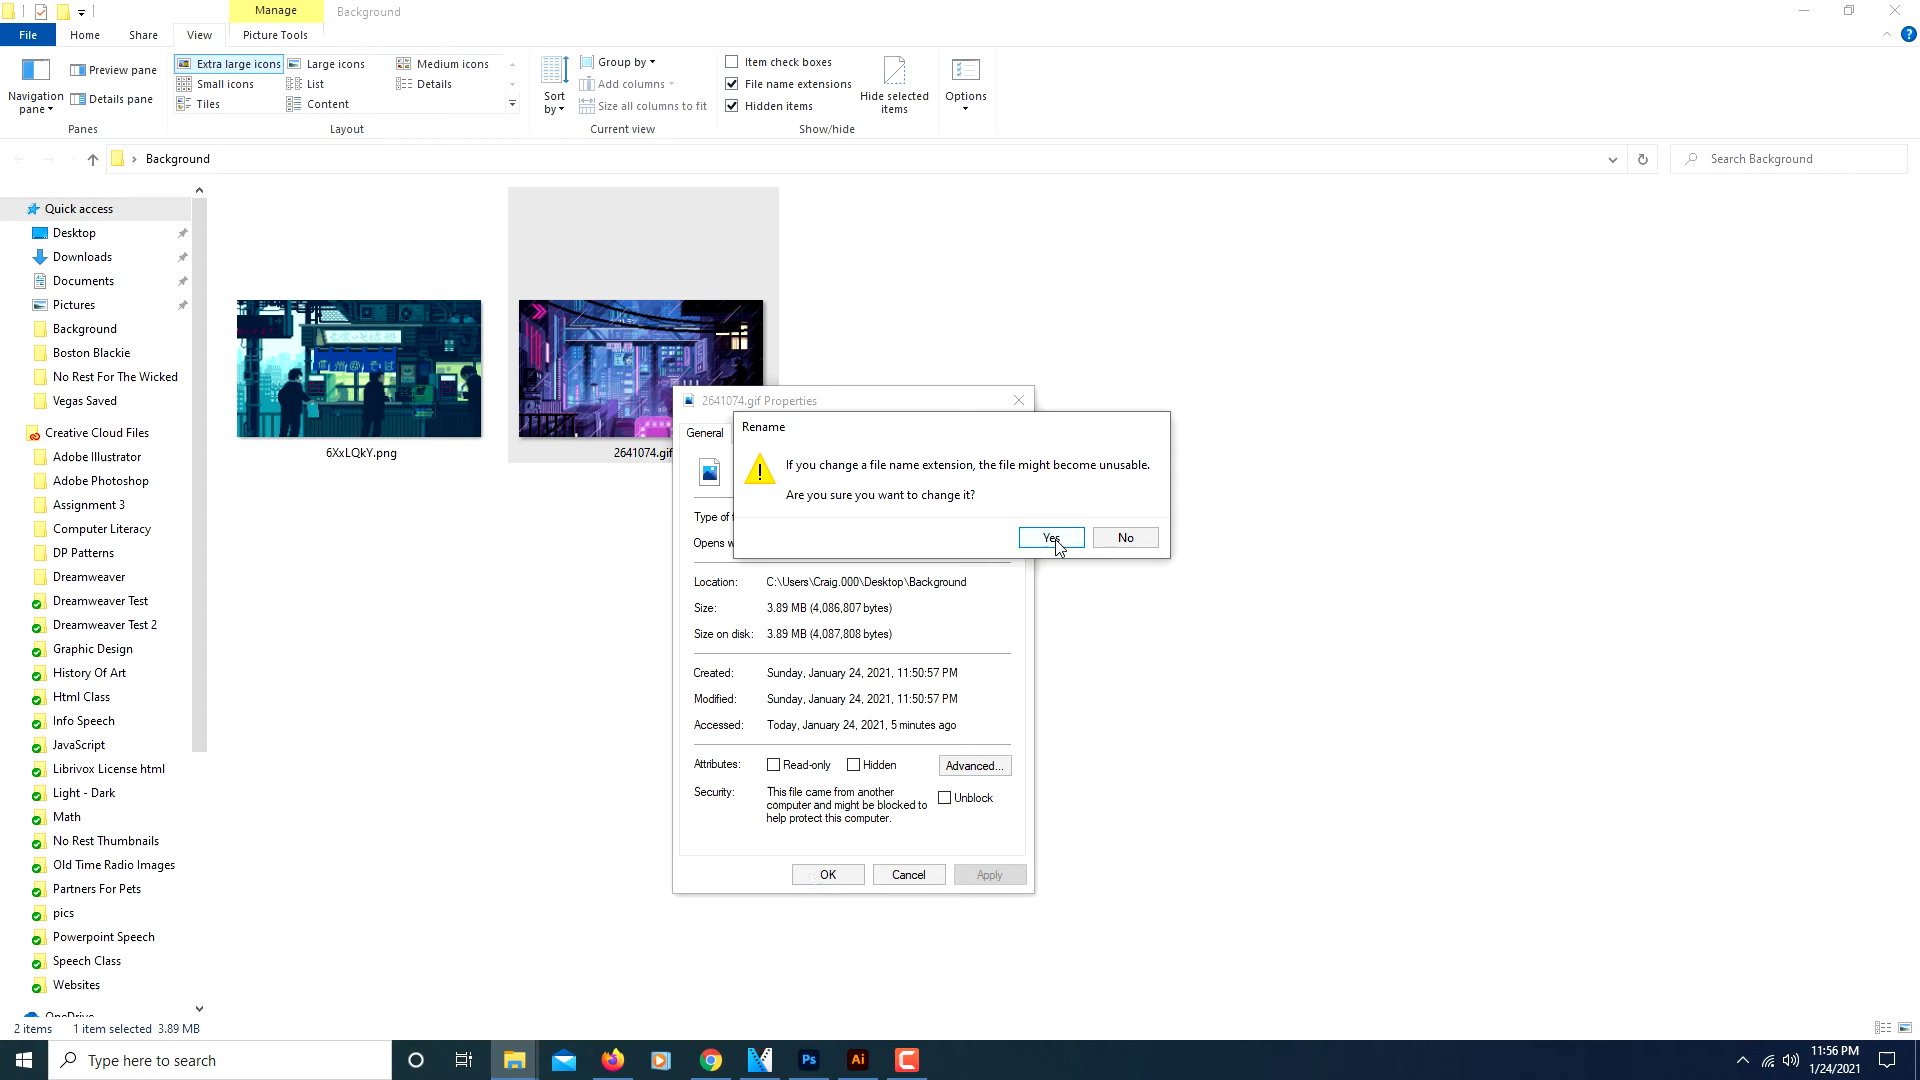 Manage
Background
File
Home
Share
View
Picture Tools
Navigation
pane
Preview pane
Details pane
Panes
Extra large icons
Large icons
Medium icons
Small icons
List
Details
Tiles
Content
Layout
Sort
by
Group by
Add columns
Size all columns to fit
Current view
Item check boxes
File name extensions
Hidden items
Hide selected
items
Show/hide
Options
Background
Search Background
Quick access
Desktop
Downloads
Documents
Pictures
Background
Boston Blackie
No Rest For The Wicked
Vegas Saved
Creative Cloud Files
Adobe Illustrator
Adobe Photoshop
Assignment 3
Computer Literacy
DP Patterns
Dreamweaver
Dreamweaver Test
Dreamweaver Test 2
Graphic Design
History Of Art
Html Class
Info Speech
JavaScript
Librivox License html
Light - Dark
Math
No Rest Thumbnails
Old Time Radio Images
Partners For Pets
pics
Powerpoint Speech
Speech Class
Websites
OneDrive
6XxLQkY.png
2641074.gif
2641074.gif Properties
General
Rename
If you change a file name extension, the file might become unusable.
Are you sure you want to change it?
Yes
No
Type of
Opens
Location: C:\Users\Craig.000\Desktop\Background
Size: 3.89 MB (4,086,807 bytes)
Size on disk: 3.89 MB (4,087,808 bytes)
Created: Sunday, January 24, 2021, 11:50:57 PM
Modified: Sunday, January 24, 2021, 11:50:57 PM
Accessed: Today, January 24, 2021, 5 minutes ago
Attributes: Read-only Hidden Advanced...
Security: This file came from another
computer and might be blocked to
help protect this computer.
Unblock
OK
Cancel
Apply
2 items 1 item selected 3.89 MB
Type here to search
Ps
Ai
11:56 PM
1/24/2021